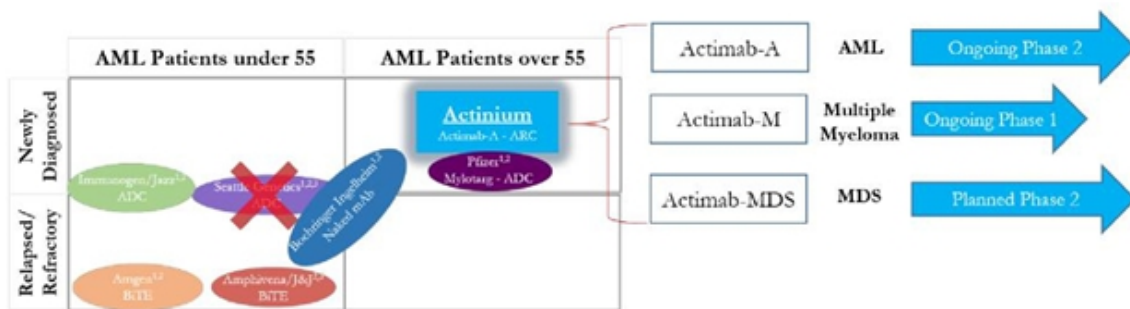 AML Patients under 55
AML Patients over 55
Newly
Diagnosed
Relapsed/
Refractory
Immunogen/Jazz1,2
ADC
Seattle Genetics1,2,3
ADC
Boehringer Ingelheim1,2
Naked mAb
Actinium
Actimab-A - ARC
Pfizer1,2
Mylotarg - ADC
Amgen1,2
BiTE
Amphivena/J&J1,2
BiTE
Actimab-A
AML
Ongoing Phase 2
Actimab-M
Multiple
Myeloma
Ongoing Phase 1
Actimab-MDS
MDS
Planned Phase 2